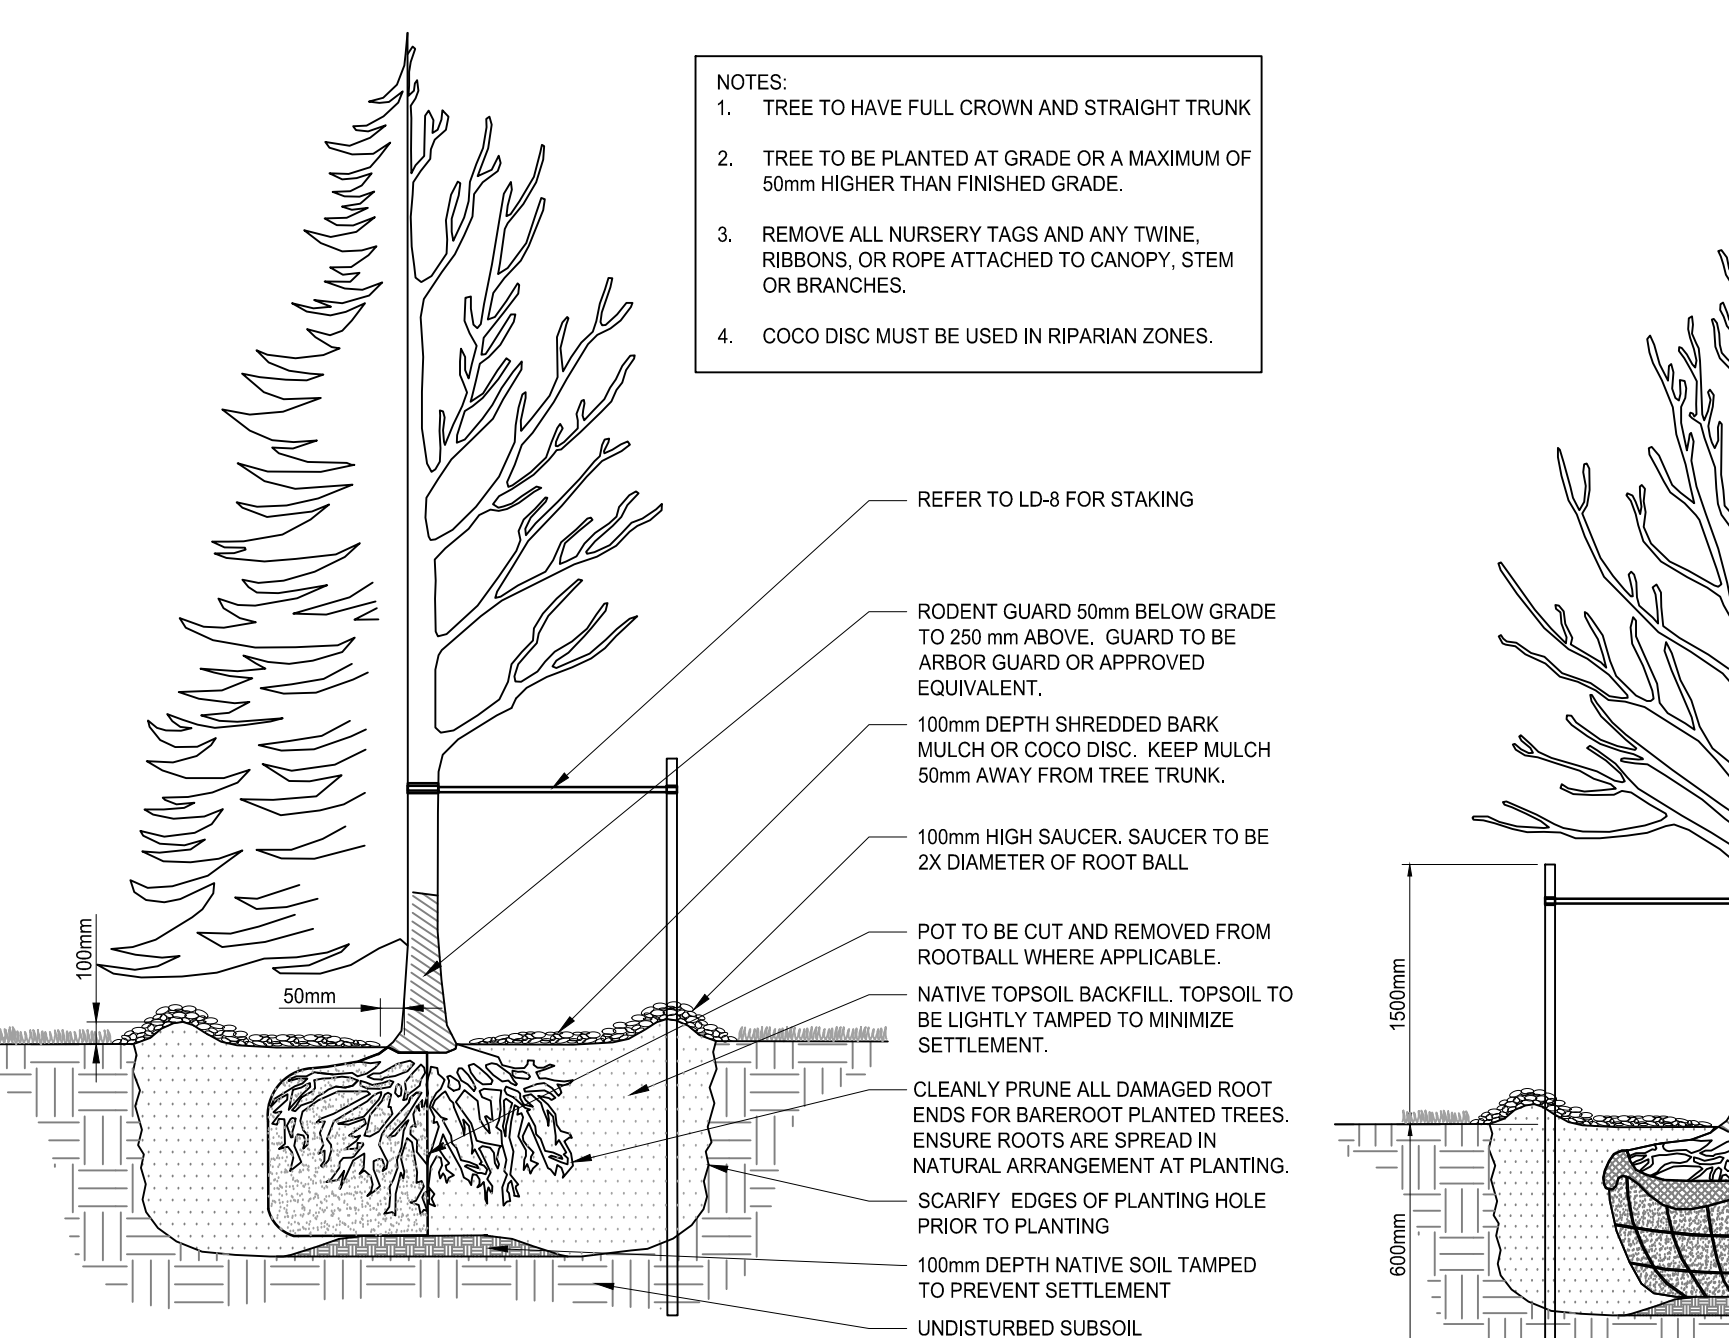 NOTES:
1. TREE TO HAVE FULL CROWN AND STRAIGHT TRUNK
2. TREE TO BE PLANTED AT GRADE OR A MAXIMUM OF
50mm HIGHER THAN FINISHED GRADE.
3. REMOVE ALL NURSERY TAGS AND ANY TWINE,
RIBBONS, OR ROPE ATTACHED TO CANOPY, STEM
OR BRANCHES.
4. COCO DISC MUST BE USED IN RIPARIAN ZONES.
REFER TO LD-8 FOR STAKING
RODENT GUARD 50mm BELOW GRADE
TO 250 mm ABOVE. GUARD TO BE
ARBOR GUARD OR APPROVED
EQUIVALENT.
100mm DEPTH SHREDDED BARK
MULCH OR COCO DISC. KEEP MULCH
50mm AWAY FROM TREE TRUNK.
100mm HIGH SAUCER. SAUCER TO BE
2X DIAMETER OF ROOT BALL
POT TO BE CUT AND REMOVED FROM
ROOTBALL WHERE APPLICABLE.
NATIVE TOPSOIL BACKFILL. TOPSOIL TO
BE LIGHTLY TAMPED TO MINIMIZE
SETTLEMENT.
CLEANLY PRUNE ALL DAMAGED ROOT
ENDS FOR BAREROOT PLANTED TREES.
ENSURE ROOTS ARE SPREAD IN
NATURAL ARRANGEMENT AT PLANTING.
SCARIFY EDGES OF PLANTING HOLE
PRIOR TO PLANTING
100mm DEPTH NATIVE SOIL TAMPED
TO PREVENT SETTLEMENT
UNDISTURBED SUBSOIL
100mm
50mm
1500mm
600mm